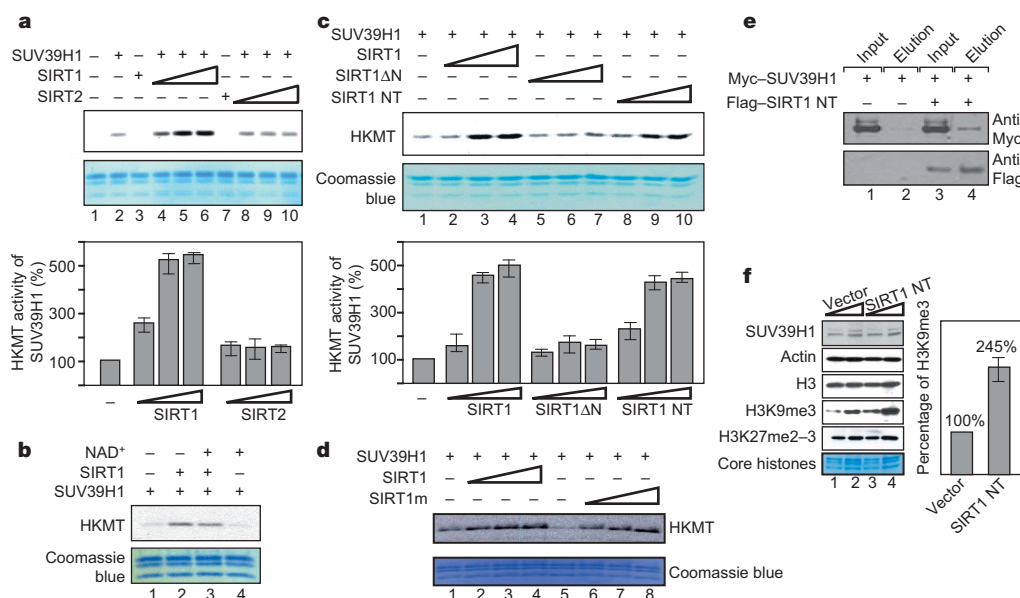 a
SUV39H1 – + – + + + – + + +
SIRT1 – – +
SIRT2 – – – – – – +
1 2 3 4 5 6 7 8 9 10
HKMT activity of
SUV39H1 (%)
500
300
100
– SIRT1 SIRT2
b
NAD+ – – + +
SIRT1 – + + –
SUV39H1 + + + +
HKMT
Coomassie
blue
1 2 3 4
c
SUV39H1 + + + + + + + + + +
SIRT1 – – – – – – –
SIRT1ΔN – – – – – – –
SIRT1 NT – – – – – – –
HKMT
Coomassie
blue
1 2 3 4 5 6 7 8 9 10
HKMT activity of
SUV39H1 (%)
500
300
100
– SIRT1 SIRT1ΔN SIRT1 NT
d
SUV39H1 + + + + + + + +
SIRT1 – – – – –
SIRT1m – – – – –
HKMT
Coomassie blue
1 2 3 4 5 6 7 8
e
Input Elution Input Elution
Myc–SUV39H1 + + + +
Flag–SIRT1 NT – – + +
Anti
Myc
Anti
Flag
1 2 3 4
f
Vector SIRT1 NT
SUV39H1
Actin
H3
H3K9me3
H3K27me2–3
Core histones
1 2 3 4
Percentage of H3K9me3
100%
245%
Vector
SIRT1 NT